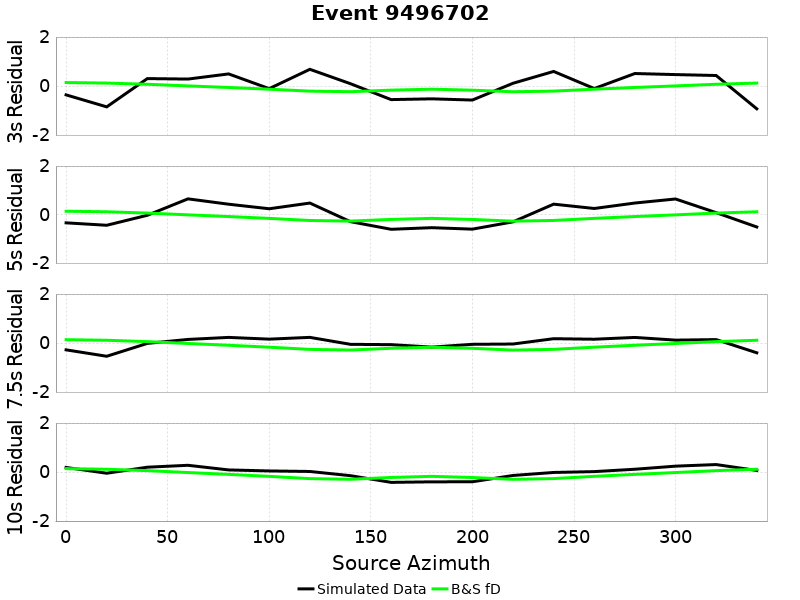 Event 9496702
3s Residual
2
0
-2
5s Residual
2
0
-2
7.5s Residual
2
0
-2
10s Residual
2
0
-2
0 50 100 150 200 250 300
Source Azimuth
Simulated Data B&S fD